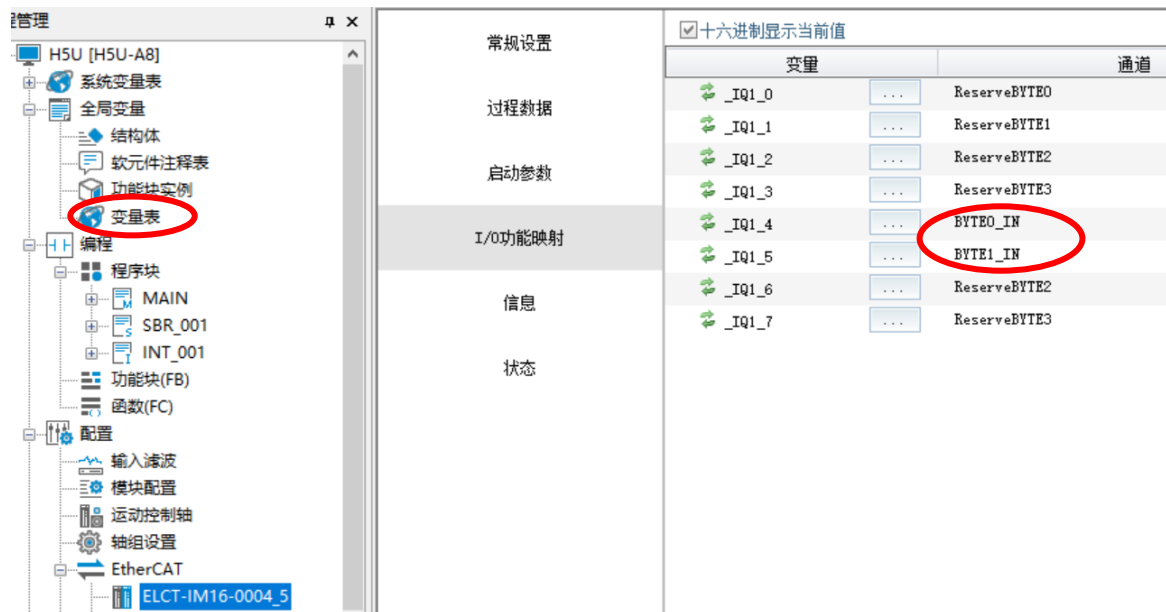 程管理
H5U [H5U-A8]
系统变量表
全局变量
结构体
软元件注释表
功能块实例
变量表
编程
程序块
MAIN
SBR_001
INT_001
功能块(FB)
函数(FC)
配置
输入滤波
模块配置
运动控制轴
轴组设置
EtherCAT
ELCT-IM16-0004_5
常规设置
过程数据
启动参数
I/O功能映射
信息
状态
十六进制显示当前值
变量 通道
_IQ1_0 ... ReserveBYTE0
_IQ1_1 ... ReserveBYTE1
_IQ1_2 ... ReserveBYTE2
_IQ1_3 ... ReserveBYTE3
_IQ1_4 ... BYTE0_IN
_IQ1_5 ... BYTE1_IN
_IQ1_6 ... ReserveBYTE2
_IQ1_7 ... ReserveBYTE3